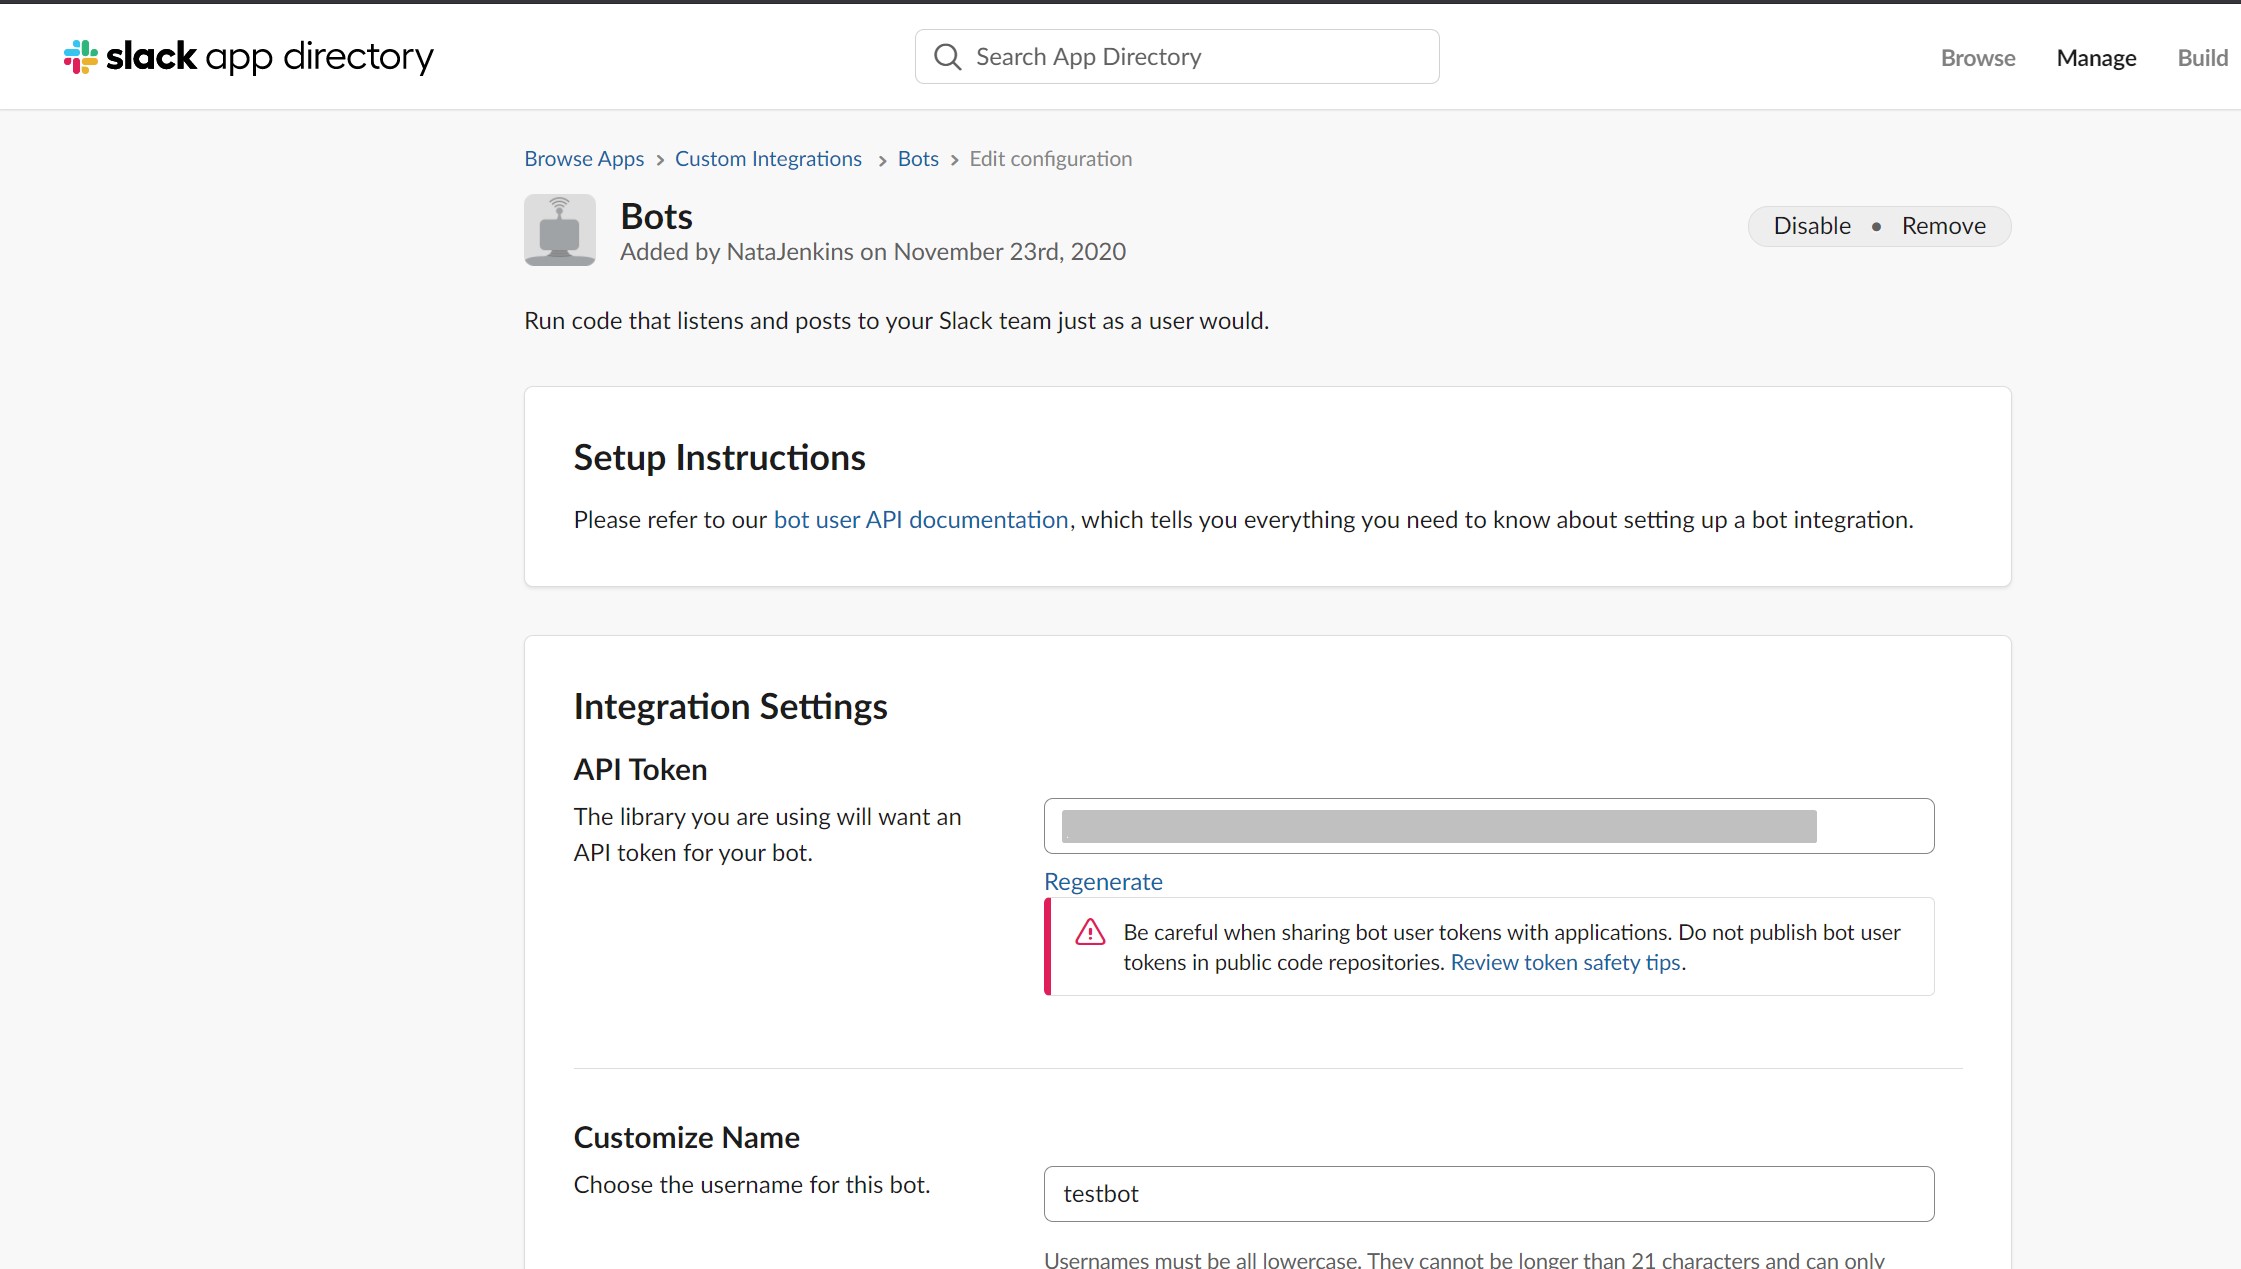 slack app directory
Search App Directory
Browse Manage Build
Browse Apps > Custom Integrations > Bots > Edit configuration
Bots
Added by NataJenkins on November 23rd, 2020
Disable • Remove
Run code that listens and posts to your Slack team just as a user would.
Setup Instructions
Please refer to our bot user API documentation, which tells you everything you need to know about setting up a bot integration.
Integration Settings
API Token
The library you are using will want an
API token for your bot.
Regenerate
Be careful when sharing bot user tokens with applications. Do not publish bot user
tokens in public code repositories. Review token safety tips.
Customize Name
Choose the username for this bot.
testbot
Usernames must be all lowercase. They cannot be longer than 21 characters and can only